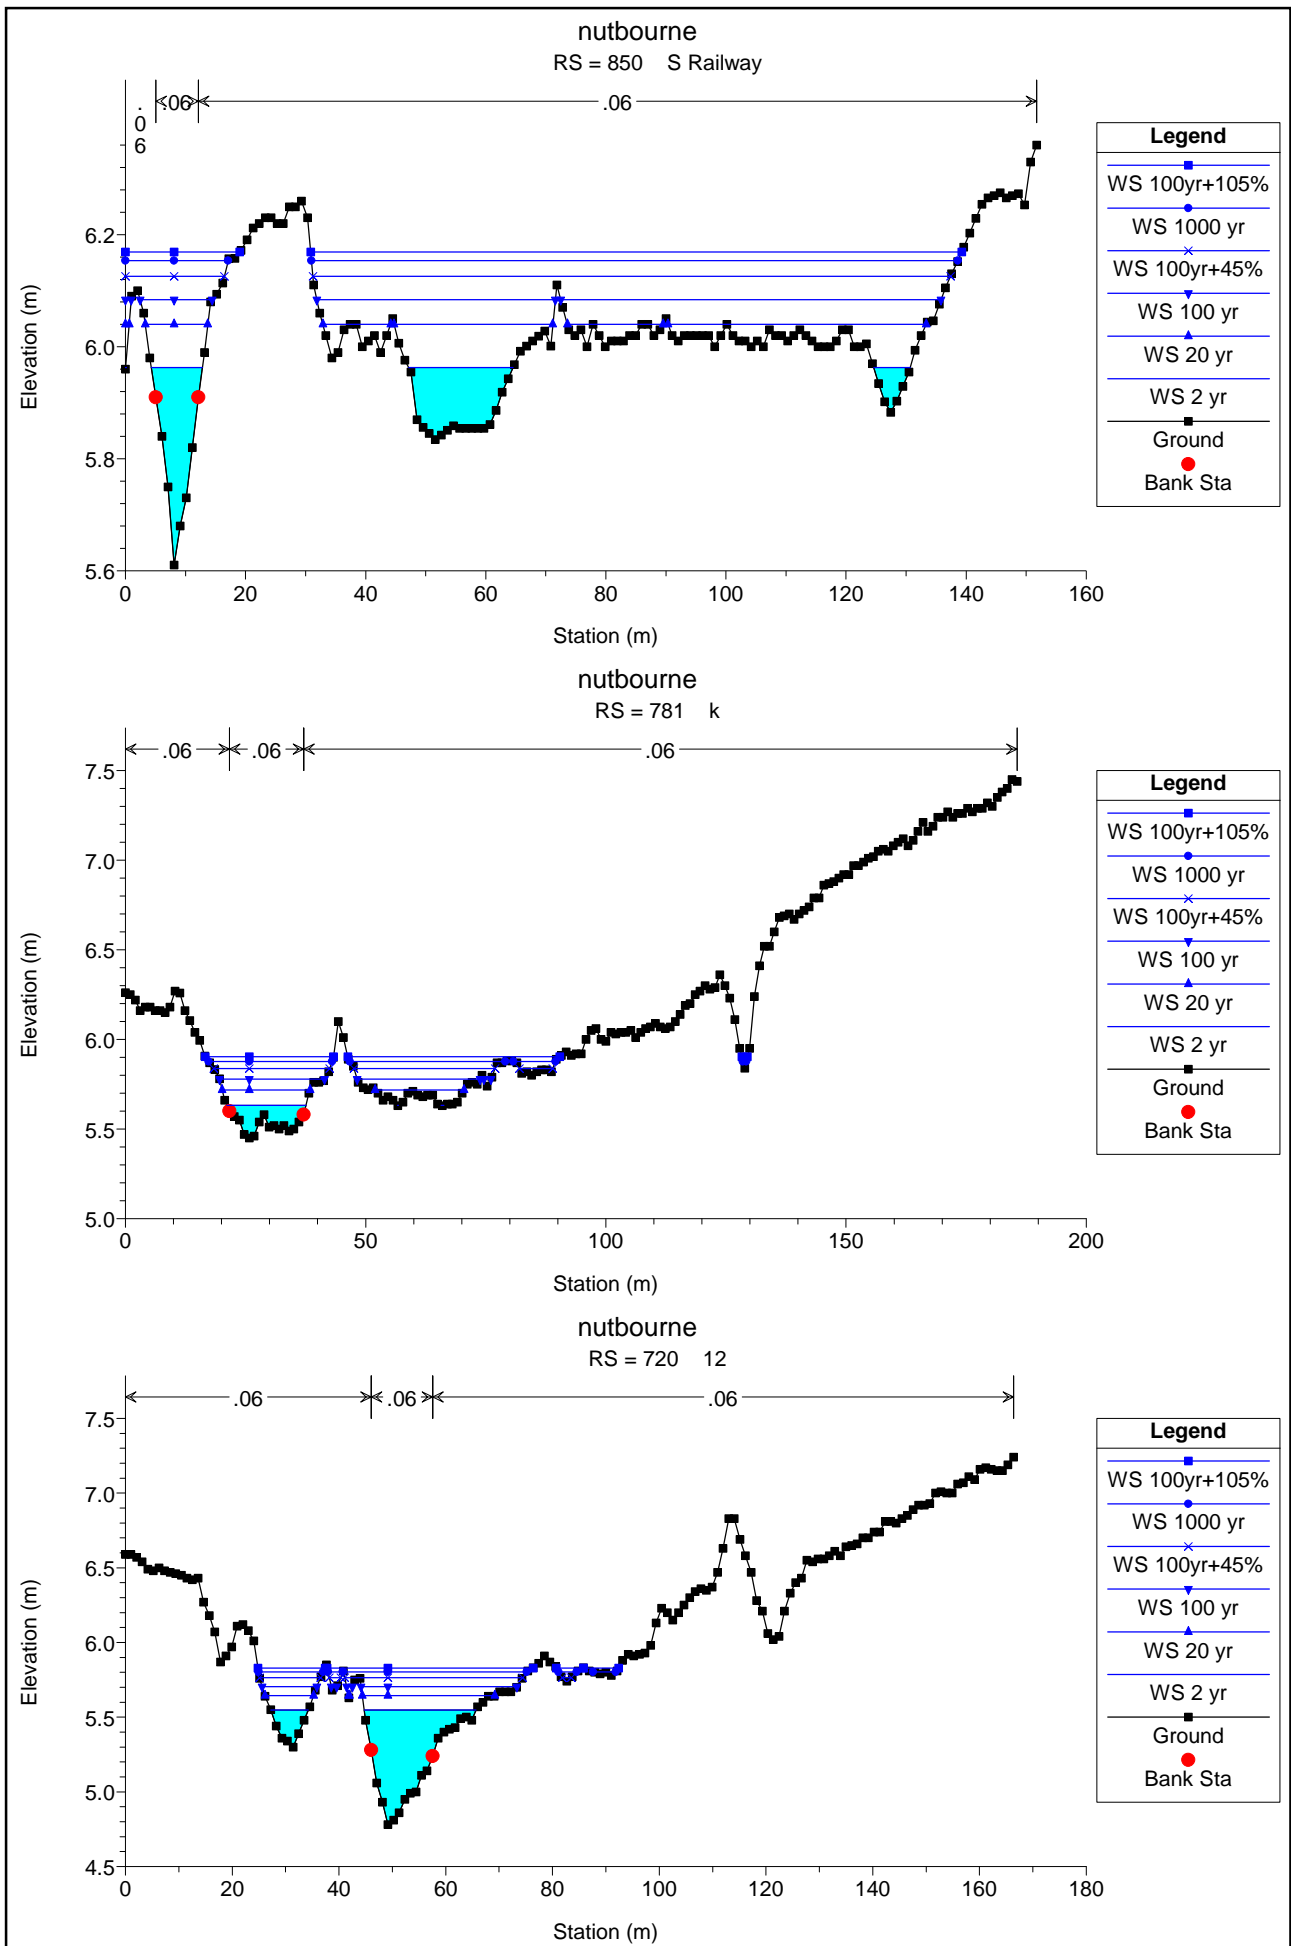 nutbourne
RS = 850 S Railway
.06
.06
.06
Elevation (m)
6.2
6.0
5.8
5.6
0 20 40 60 80 100 120 140 160
Station (m)
Legend
WS 100yr+105%
WS 1000 yr
WS 100yr+45%
WS 100 yr
WS 20 yr
WS 2 yr
Ground
Bank Sta
nutbourne
RS = 781 k
.06 .06 .06
Elevation (m)
7.5
7.0
6.5
6.0
5.5
5.0
0 50 100 150 200
Station (m)
Legend
WS 100yr+105%
WS 1000 yr
WS 100yr+45%
WS 100 yr
WS 20 yr
WS 2 yr
Ground
Bank Sta
nutbourne
RS = 720 12
.06 .06 .06
Elevation (m)
7.5
7.0
6.5
6.0
5.5
5.0
4.5
0 20 40 60 80 100 120 140 160 180
Station (m)
Legend
WS 100yr+105%
WS 1000 yr
WS 100yr+45%
WS 100 yr
WS 20 yr
WS 2 yr
Ground
Bank Sta